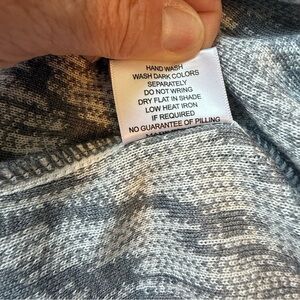 HAND WASH
WASH DARK COLORS
SEPARATELY
DO NOT WRING
DRY FLAT IN SHADE
LOW HEAT IRON
IF REQUIRED
NO GUARANTEE OF PILLING